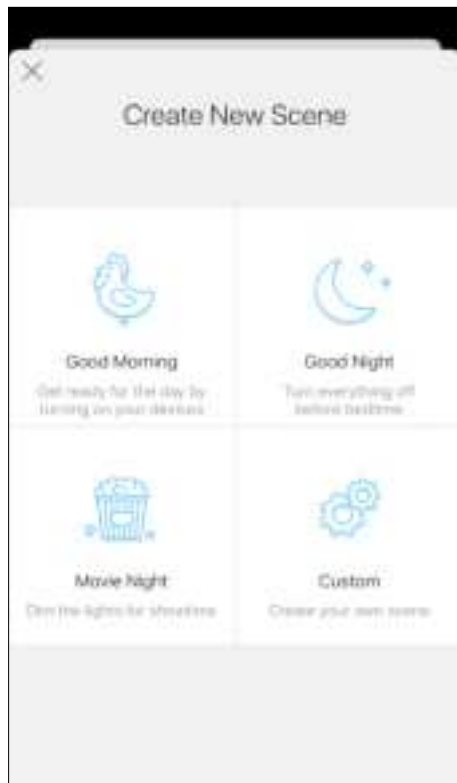 Create New Scene
Good Morning
Get ready for the day by
turning on your devices
Good Night
Turn everything off
before bedtime
Movie Night
Dim the lights for showtime
Custom
Create your own scene